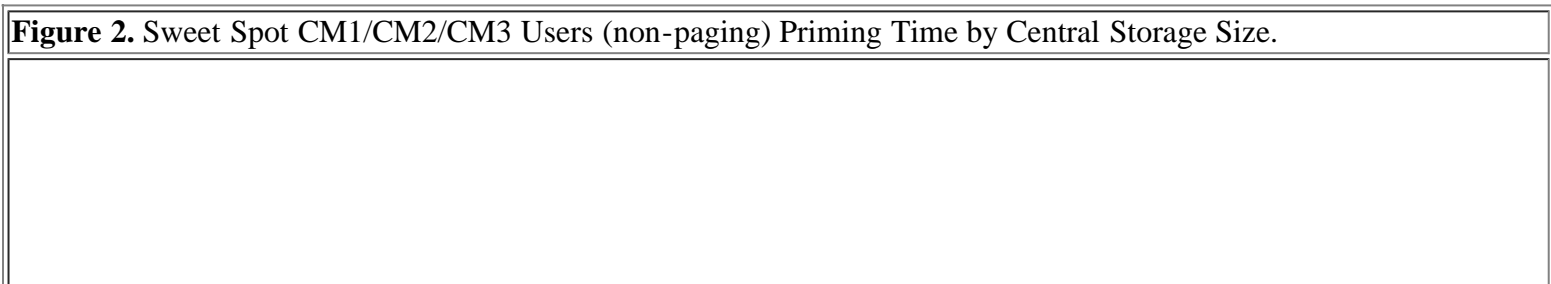 Figure 2. Sweet Spot CM1/CM2/CM3 Users (non-paging) Priming Time by Central Storage Size.